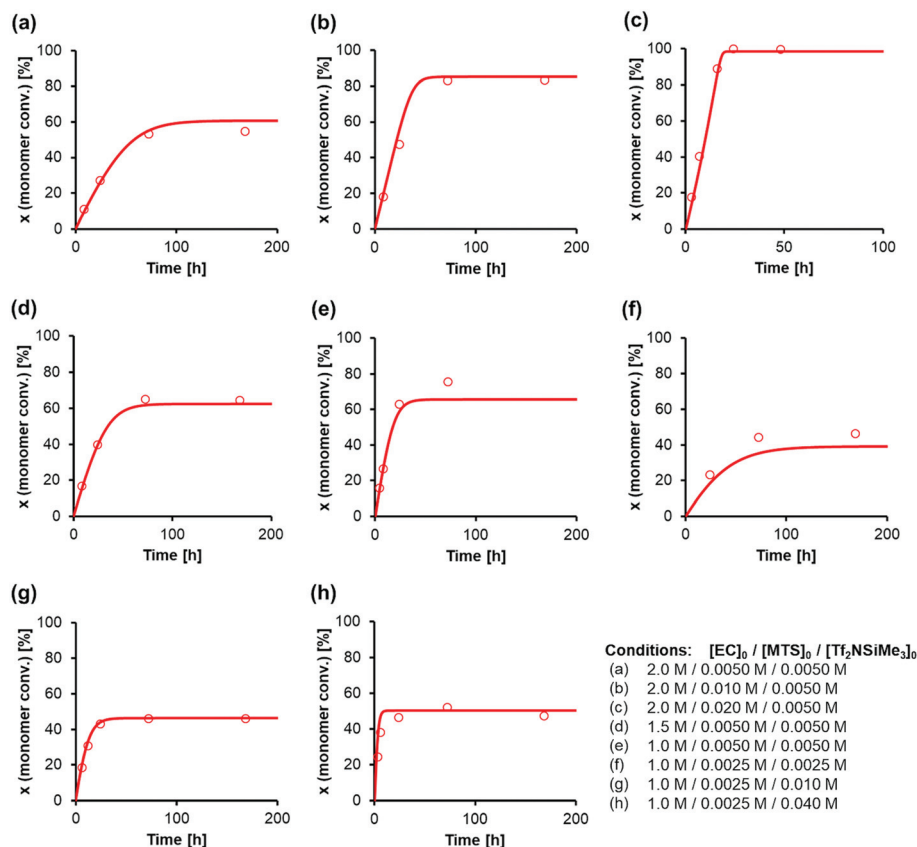 (a)
100
80
60
40
20
0
x (monomer conv.) [%]
0 100 200
Time [h]
(b)
100
80
60
40
20
0
x (monomer conv.) [%]
0 100 200
Time [h]
(c)
100
80
60
40
20
0
x (monomer conv.) [%]
0 50 100
Time [h]
(d)
100
80
60
40
20
0
x (monomer conv.) [%]
0 100 200
Time [h]
(e)
100
80
60
40
20
0
x (monomer conv.) [%]
0 100 200
Time [h]
(f)
100
80
60
40
20
0
x (monomer conv.) [%]
0 100 200
Time [h]
(g)
100
80
60
40
20
0
x (monomer conv.) [%]
0 100 200
Time [h]
(h)
100
80
60
40
20
0
x (monomer conv.) [%]
0 100 200
Time [h]
Conditions: [EC]₀ / [MTS]₀ / [Tf₂NSiMe₃]₀
(a) 2.0 M / 0.0050 M / 0.0050 M
(b) 2.0 M / 0.010 M / 0.0050 M
(c) 2.0 M / 0.020 M / 0.0050 M
(d) 1.5 M / 0.0050 M / 0.0050 M
(e) 1.0 M / 0.0050 M / 0.0050 M
(f) 1.0 M / 0.0025 M / 0.0025 M
(g) 1.0 M / 0.0025 M / 0.010 M
(h) 1.0 M / 0.0025 M / 0.040 M